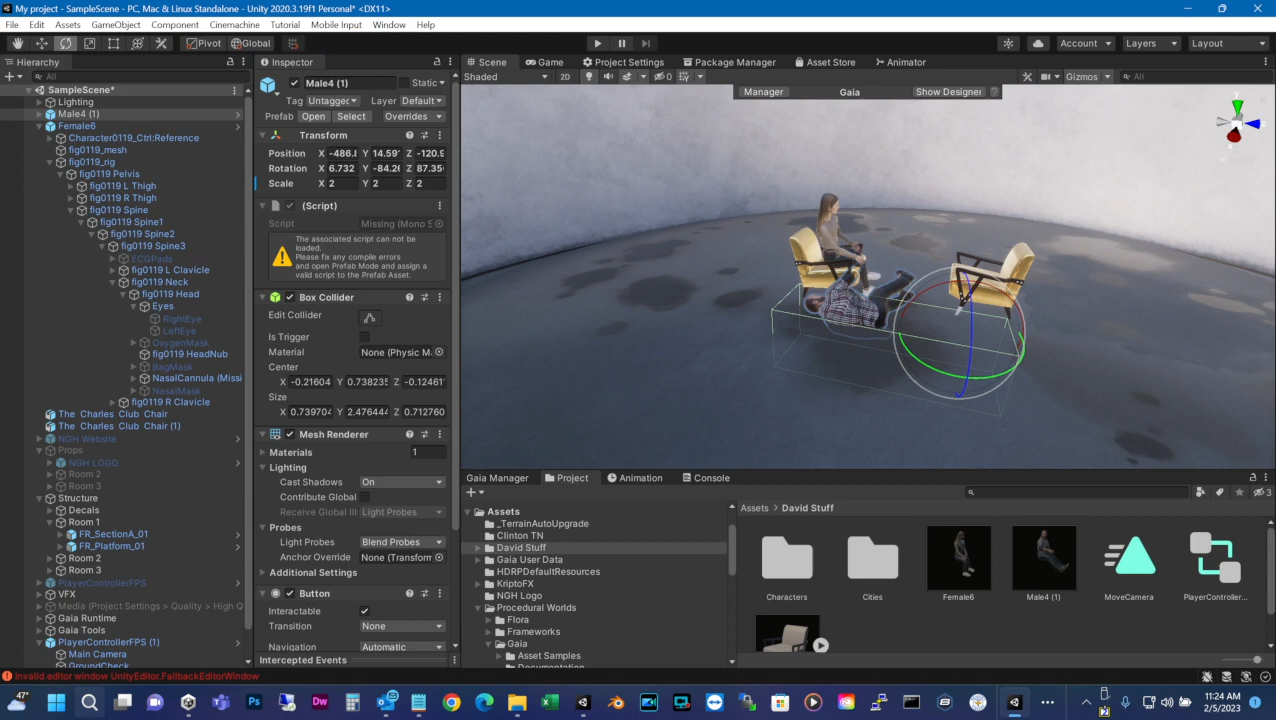 My project - SampleScene - PC, Mac & Linux Standalone - Unity 2020.3.19f1 Personal* <DX11>
File Edit Assets GameObject Component Cinemachine Tutorial Mobile Input Window Help
Pivot Global Account Layers Layout
Hierarchy
All
SampleScene*
Lighting
Male4 (1)
Female6
Character0119_Ctrl:Reference
fig0119_mesh
fig0119_rig
fig0119 Pelvis
fig0119 L Thigh
fig0119 R Thigh
fig0119 Spine
fig0119 Spine1
fig0119 Spine2
fig0119 Spine3
ECGPads
fig0119 L Clavicle
fig0119 Neck
fig0119 Head
Eyes
RightEye
LeftEye
OxygenMask
fig0119 HeadNub
BagMask
NasalCannula (Missi
NasalMask
fig0119 R Clavicle
The Charles Club Chair
The Charles Club Chair (1)
NGH Website
Props
NGH LOGO
Room 2
Room 3
Structure
Decals
Room 1
FR_SectionA_01
FR_Platform_01
Room 2
Room 3
PlayerControllerFPS
VFX
Media (Project Settings > Quality > High Q
Gaia Runtime
Gaia Tools
PlayerControllerFPS (1)
Main Camera
GroundCheck
Inspector
Male4 (1) Static
Tag Untagged Layer Default
Prefab Open Select Overrides
Transform
Position X -486.8 Y 14.59 Z -120.9
Rotation X 6.732 Y -84.26 Z 87.35
Scale X 2 Y 2 Z 2
(Script)
Script Missing (Mono S
The associated script can not be
loaded.
Please fix any compile errors
and open Prefab Mode and assign a
valid script to the Prefab Asset.
Box Collider
Edit Collider
Is Trigger
Material None (Physic M
Center
X -0.21604 Y 0.738235 Z -0.12461
Size
X 0.739704 Y 2.476444 Z 0.712760
Mesh Renderer
Materials 1
Lighting
Cast Shadows On
Contribute Global
Receive Global Ill Light Probes
Probes
Light Probes Blend Probes
Anchor Override None (Transform
Additional Settings
Button
Interactable
Transition None
Navigation Automatic
Intercepted Events
Scene Game Project Settings Package Manager Asset Store Animator
Shaded 2D 0 Gizmos All
Manager Gaia Show Designer
y
x
Gaia Manager Project Animation Console
3
Assets
_TerrainAutoUpgrade
Clinton TN
David Stuff
Gaia User Data
HDRPDefaultResources
KriptoFX
NGH Logo
Procedural Worlds
Flora
Frameworks
Gaia
Asset Samples
Documentation
Assets > David Stuff
Characters Cities Female6 Male4 (1) MoveCamera PlayerController...
Invalid editor window UnityEditor.FallbackEditorWindow
47°
11:24 AM
2/5/2023